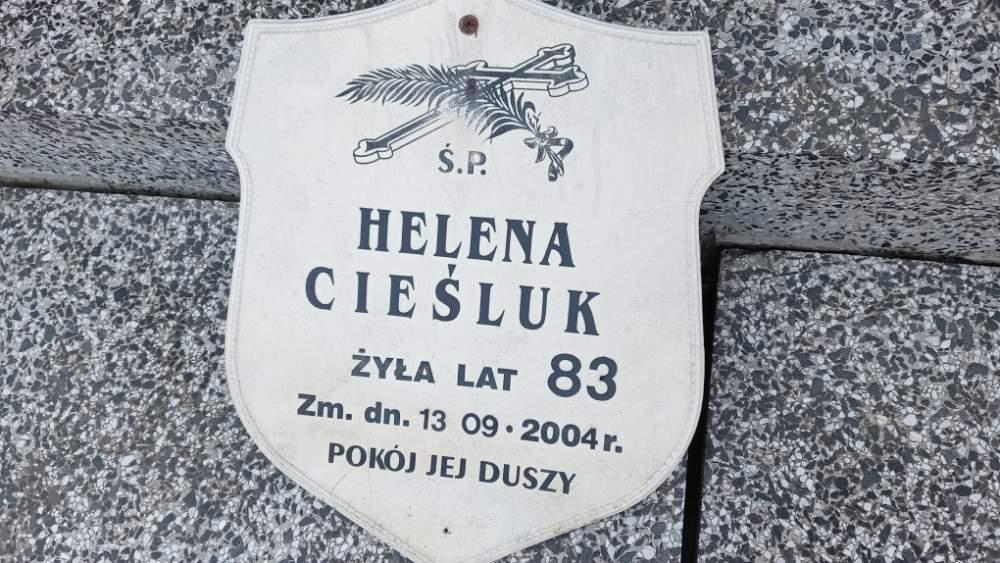 Ś.P.
HELENA
CIEŚLUK
ŻYŁA LAT 83
Zm. dn. 13 09 · 2004 r.
POKÓJ JEJ DUSZY